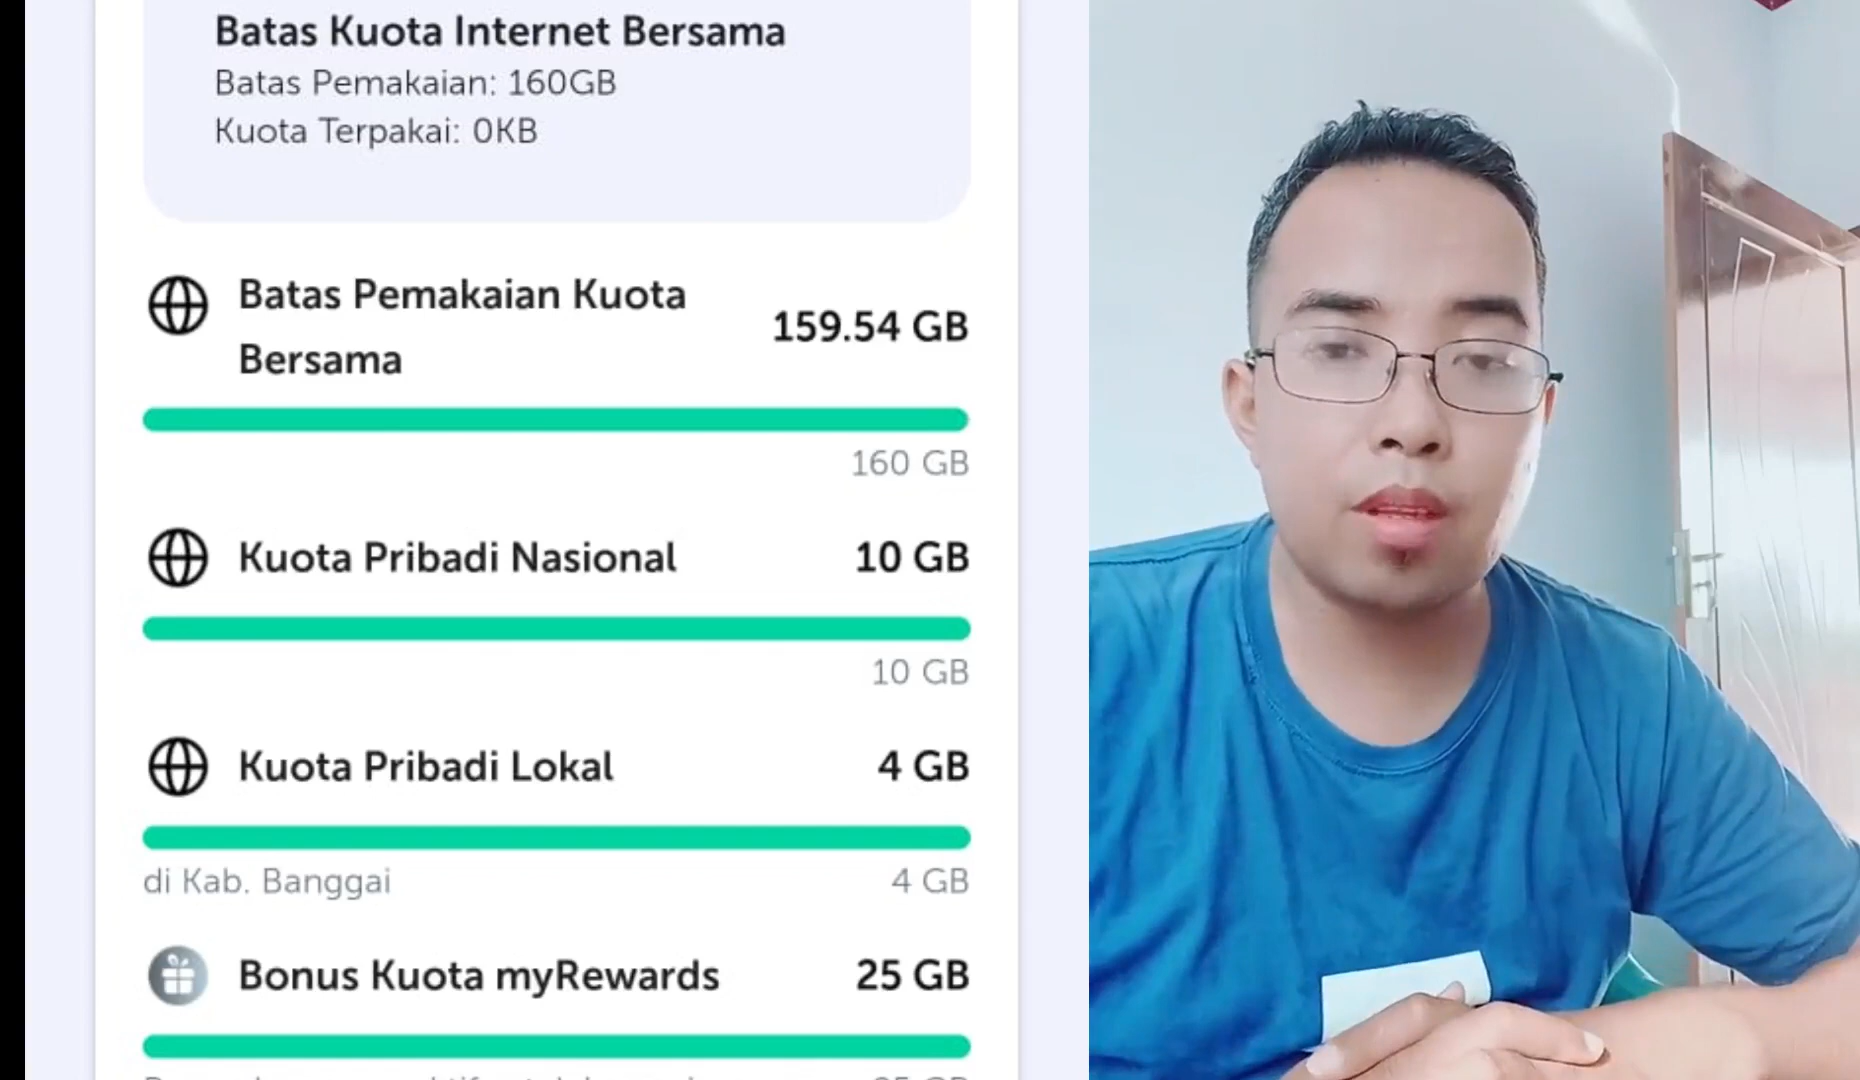 Batas Kuota Internet Bersama
Batas Pemakaian: 160GB
Kuota Terpakai: 0KB
Batas Pemakaian Kuota
Bersama
159.54 GB
160 GB
Kuota Pribadi Nasional 10 GB
10 GB
Kuota Pribadi Lokal 4 GB
di Kab. Banggai 4 GB
Bonus Kuota myRewards 25 GB